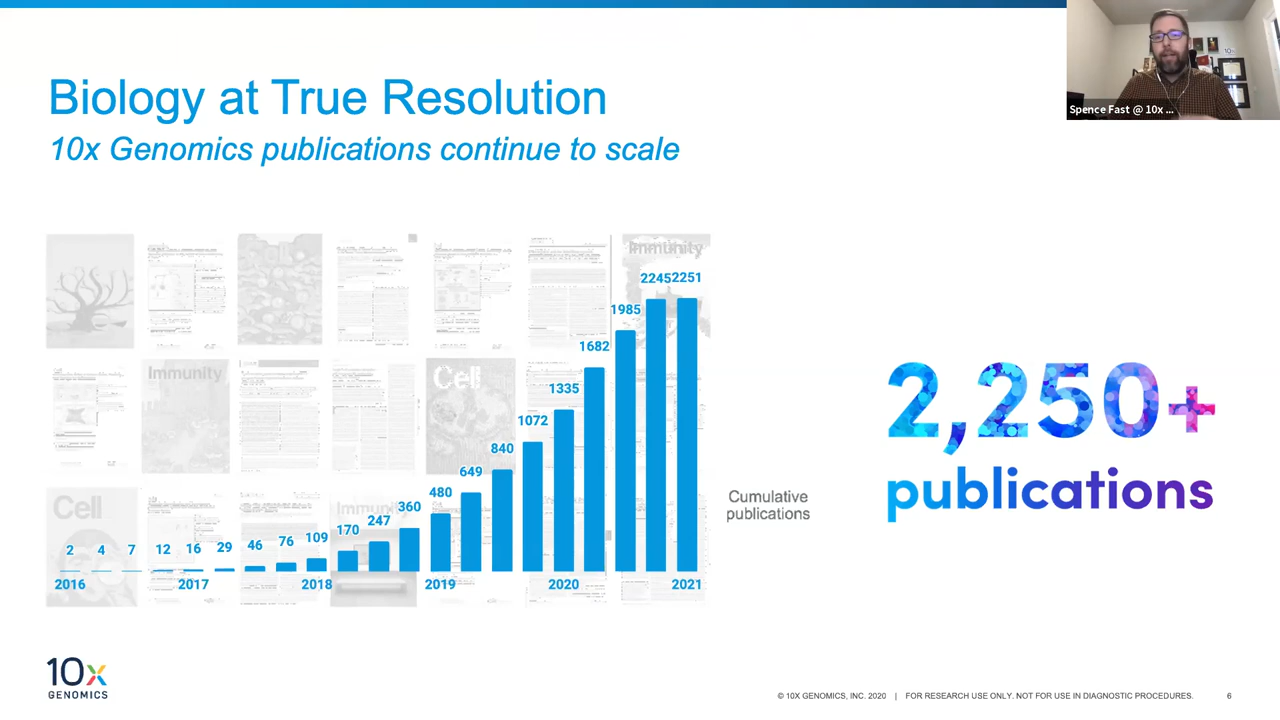 Spence Fast @ 10x ...
Biology at True Resolution
10x Genomics publications continue to scale
Immunity
2245 2251
1985
1682
Immunity
Cell
1335
1072
840
649
Cell
480
Immunity
360
247
170
109
76
46
29
16
12
7
4
2
2016 2017 2018 2019 2020 2021
Cumulative
publications
2,250+
publications
10x
GENOMICS
© 10X GENOMICS, INC. 2020 | FOR RESEARCH USE ONLY. NOT FOR USE IN DIAGNOSTIC PROCEDURES. 6